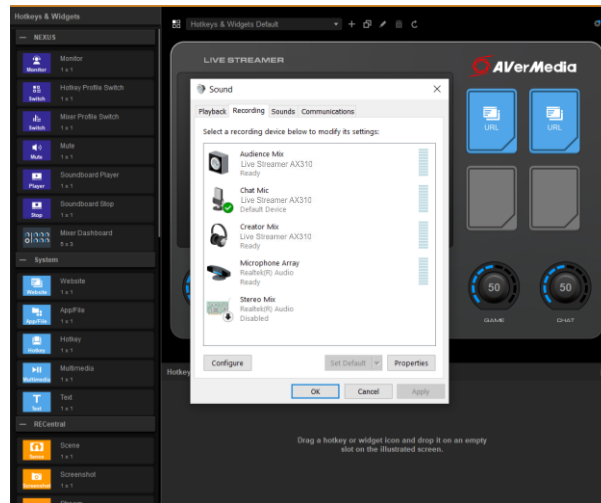 Hotkeys & Widgets
NEXUS
Monitor
Monitor
1 x 1
Switch
Hotkey Profile Switch
1 x 1
Switch
Mixer Profile Switch
1 x 1
Mute
Mute
1 x 1
Player
Soundboard Player
1 x 1
Stop
Soundboard Stop
1 x 1
Mixer Dashboard
5 x 3
System
Website
Website
1 x 1
App/File
App/File
1 x 1
Hotkey
Hotkey
1 x 1
Multimedia
Multimedia
1 x 1
Text
Text
1 x 1
RECentral
Scene
Scene
1 x 1
Screenshot
Screenshot
1 x 1
Hotkeys & Widgets Default
LIVE STREAMER
AVerMedia
URL
URL
50
50
GAME
CHAT
Sound
Playback Recording Sounds Communications
Select a recording device below to modify its settings:
Audience Mix
Live Streamer AX310
Ready
Chat Mic
Live Streamer AX310
Default Device
Creator Mix
Live Streamer AX310
Ready
Microphone Array
Realtek(R) Audio
Ready
Stereo Mix
Realtek(R) Audio
Disabled
Configure
Set Default
Properties
OK
Cancel
Apply
Drag a hotkey or widget icon and drop it on an empty
slot on the illustrated screen.